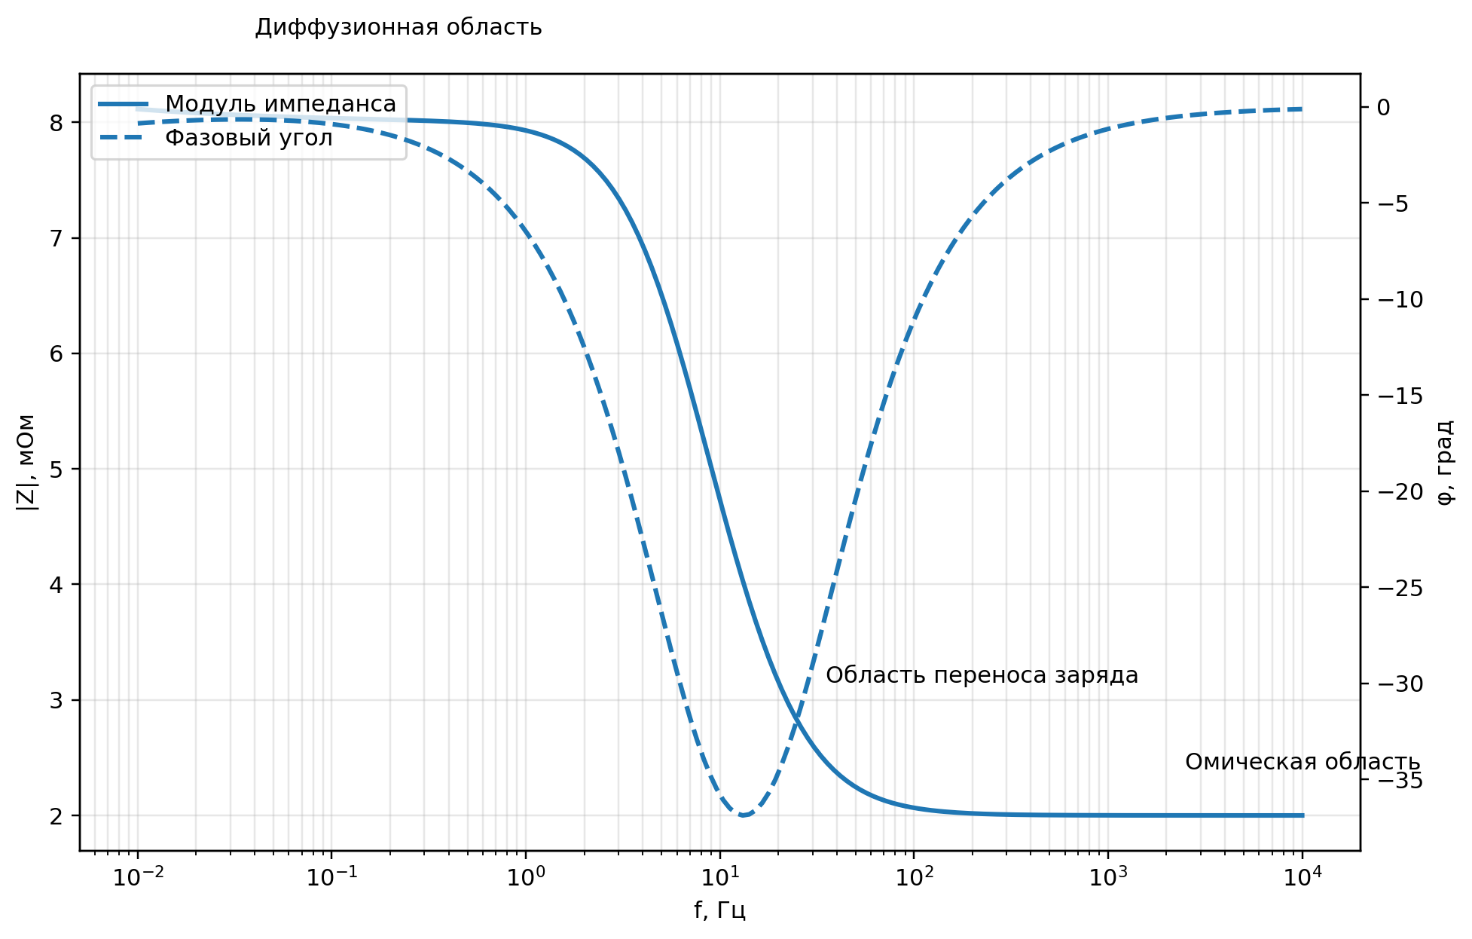 Диффузионная область
Модуль импеданса
Фазовый угол
8
7
6
5
4
3
2
|Z|, мОм
0
−5
−10
−15
−20
−25
−30
−35
φ, град
Область переноса заряда
Омическая область
10⁻²
10⁻¹
10⁰
10¹
10²
10³
10⁴
f, Гц